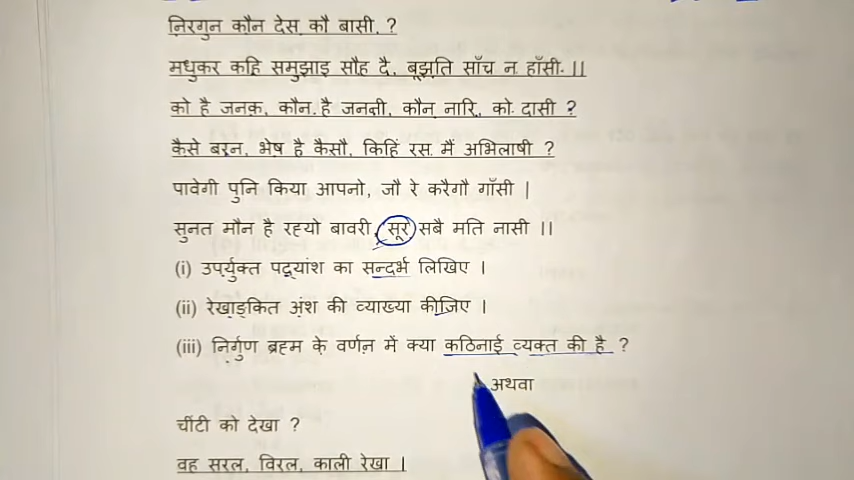 निरगुन कौन देस कौ बासी. ?
मधुकर कहि समुझाइ सौह दै, बूझति साँच न हाँसी. ||
को है जनक, कौन है जननी, कौन नारि, को दासी ?
कैसे बरन, भेष है कैसौ, किहिं रस मैं अभिलाषी ?
पावेगी पुनि किया आपनो, जौ रे करैगौ गाँसी |
सुनत मौन है रह्यो बावरी, सूर सबै मति नासी ||
(i) उपर्युक्त पद्यांश का सन्दर्भ लिखिए |
(ii) रेखाङ्कित अंश की व्याख्या कीजिए |
(iii) निर्गुण ब्रह्म के वर्णन में क्या कठिनाई व्यक्त की है ?
अथवा
चींटी को देखा ?
वह सरल, विरल, काली रेखा |